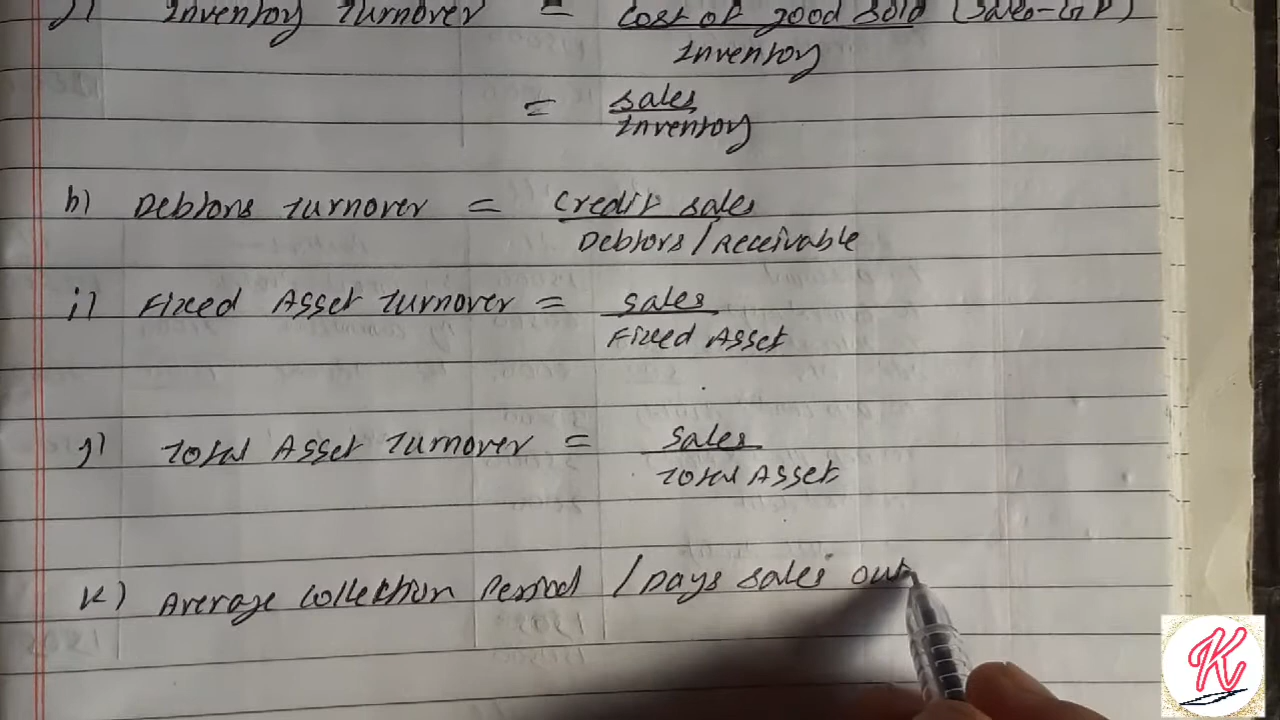 Inventory Turnover = Cost of good sold (Sales-GP)
Inventory
= Sales
Inventory
h) Debtors Turnover = Credit sales
Debtors / Receivable
i) Fixed Asset Turnover = Sales
Fixed Asset
j) Total Asset Turnover = Sales
Total Asset
K) Average Collection Period / Days sales out
K